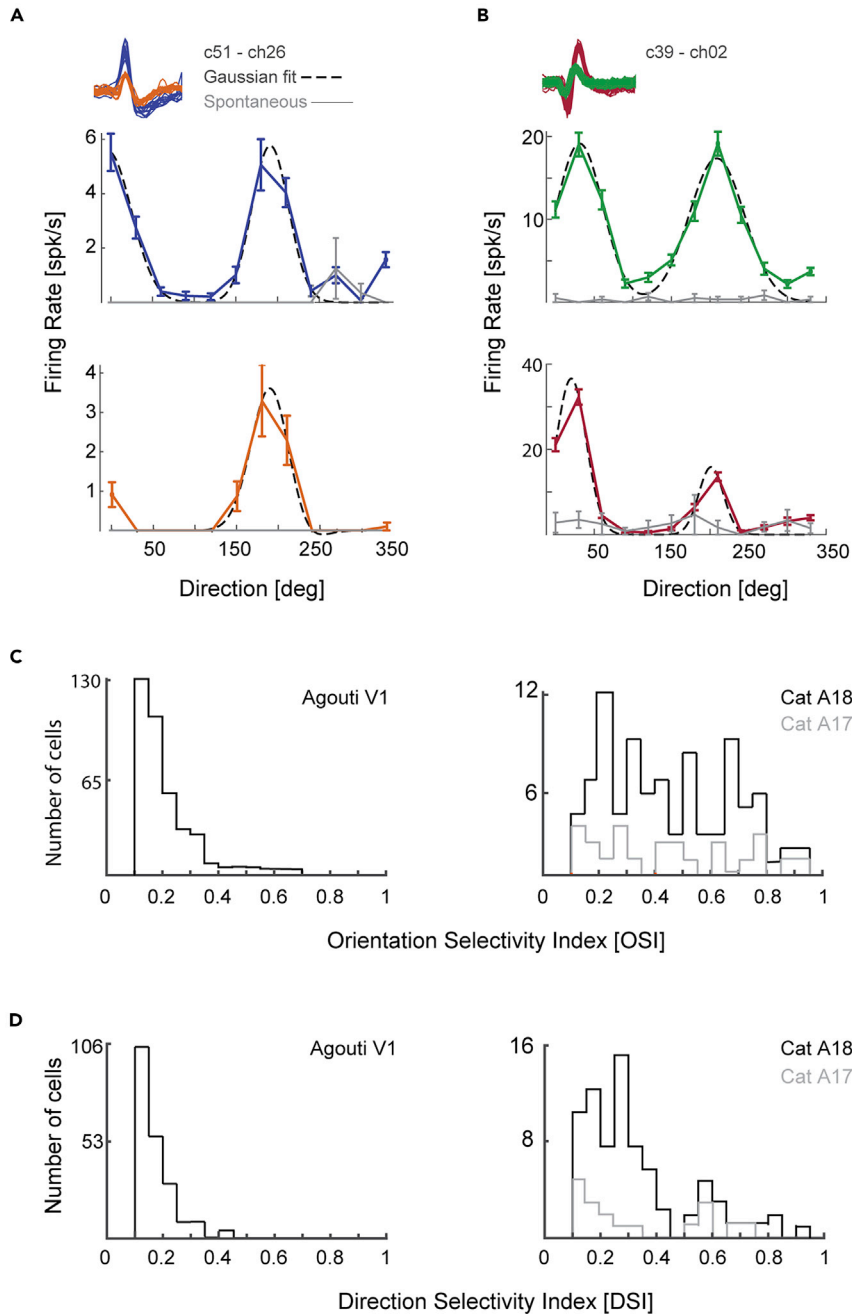 A
c51 - ch26
Gaussian fit
Spontaneous
Firing Rate [spk/s]
6
4
2
4
3
2
1
50 150 250 350
Direction [deg]
B
c39 - ch02
Firing Rate [spk/s]
20
10
40
20
50 150 250 350
Direction [deg]
C
Number of cells
130
65
Agouti V1
0 0.2 0.4 0.6 0.8 1
12
6
Cat A18
Cat A17
0 0.2 0.4 0.6 0.8 1
Orientation Selectivity Index [OSI]
D
Number of cells
106
53
Agouti V1
0 0.2 0.4 0.6 0.8 1
16
8
Cat A18
Cat A17
0 0.2 0.4 0.6 0.8 1
Direction Selectivity Index [DSI]